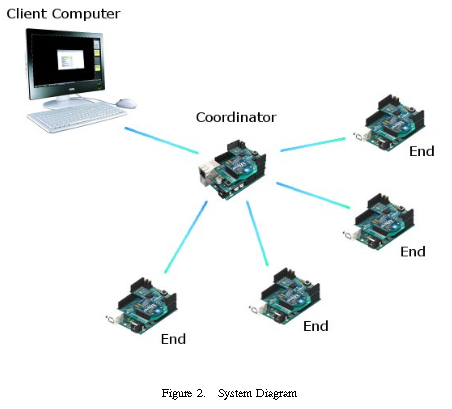 Client Computer
Coordinator
End
End
End
End
Figure 2. System Diagram